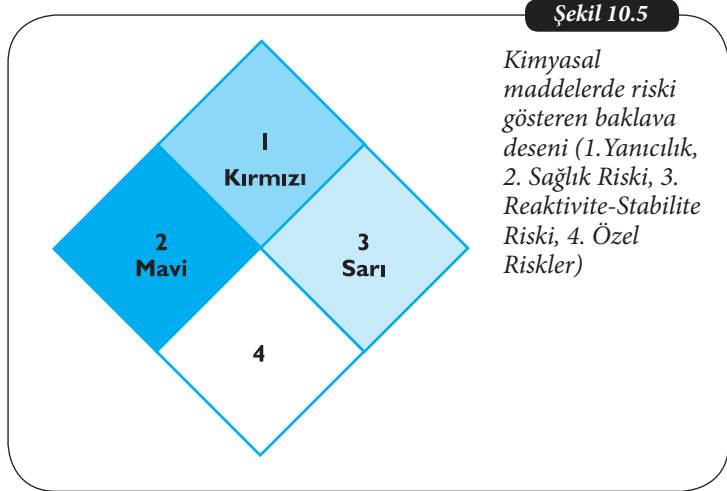 Şekil 10.5
Kimyasal
maddelerde riski
gösteren baklava
deseni (1.Yanıcılık,
2. Sağlık Riski, 3.
Reaktivite-Stabilite
Riski, 4. Özel
Riskler)
1
Kırmızı
2
Mavi
3
Sarı
4